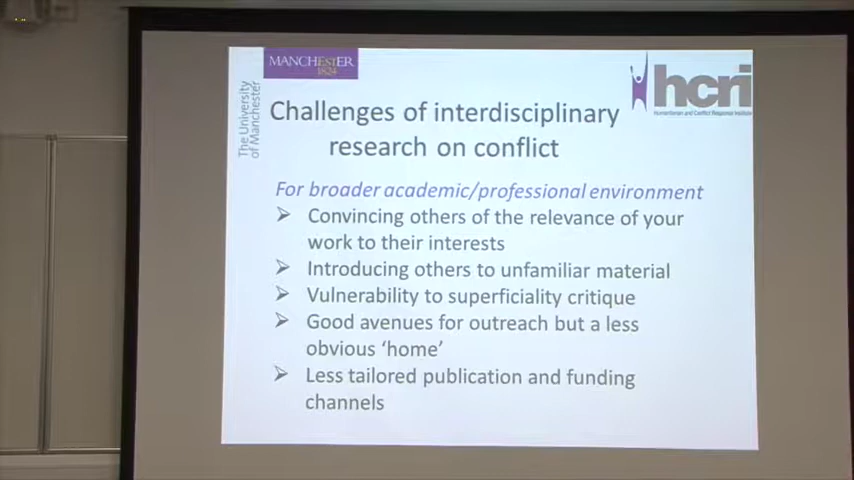 MANCHESTER
1824
The University
of Manchester
hcri
Humanitarian and Conflict Response Institute
Challenges of interdisciplinary
research on conflict
For broader academic/professional environment
➢ Convincing others of the relevance of your
work to their interests
➢ Introducing others to unfamiliar material
➢ Vulnerability to superficiality critique
➢ Good avenues for outreach but a less
obvious ‘home’
➢ Less tailored publication and funding
channels